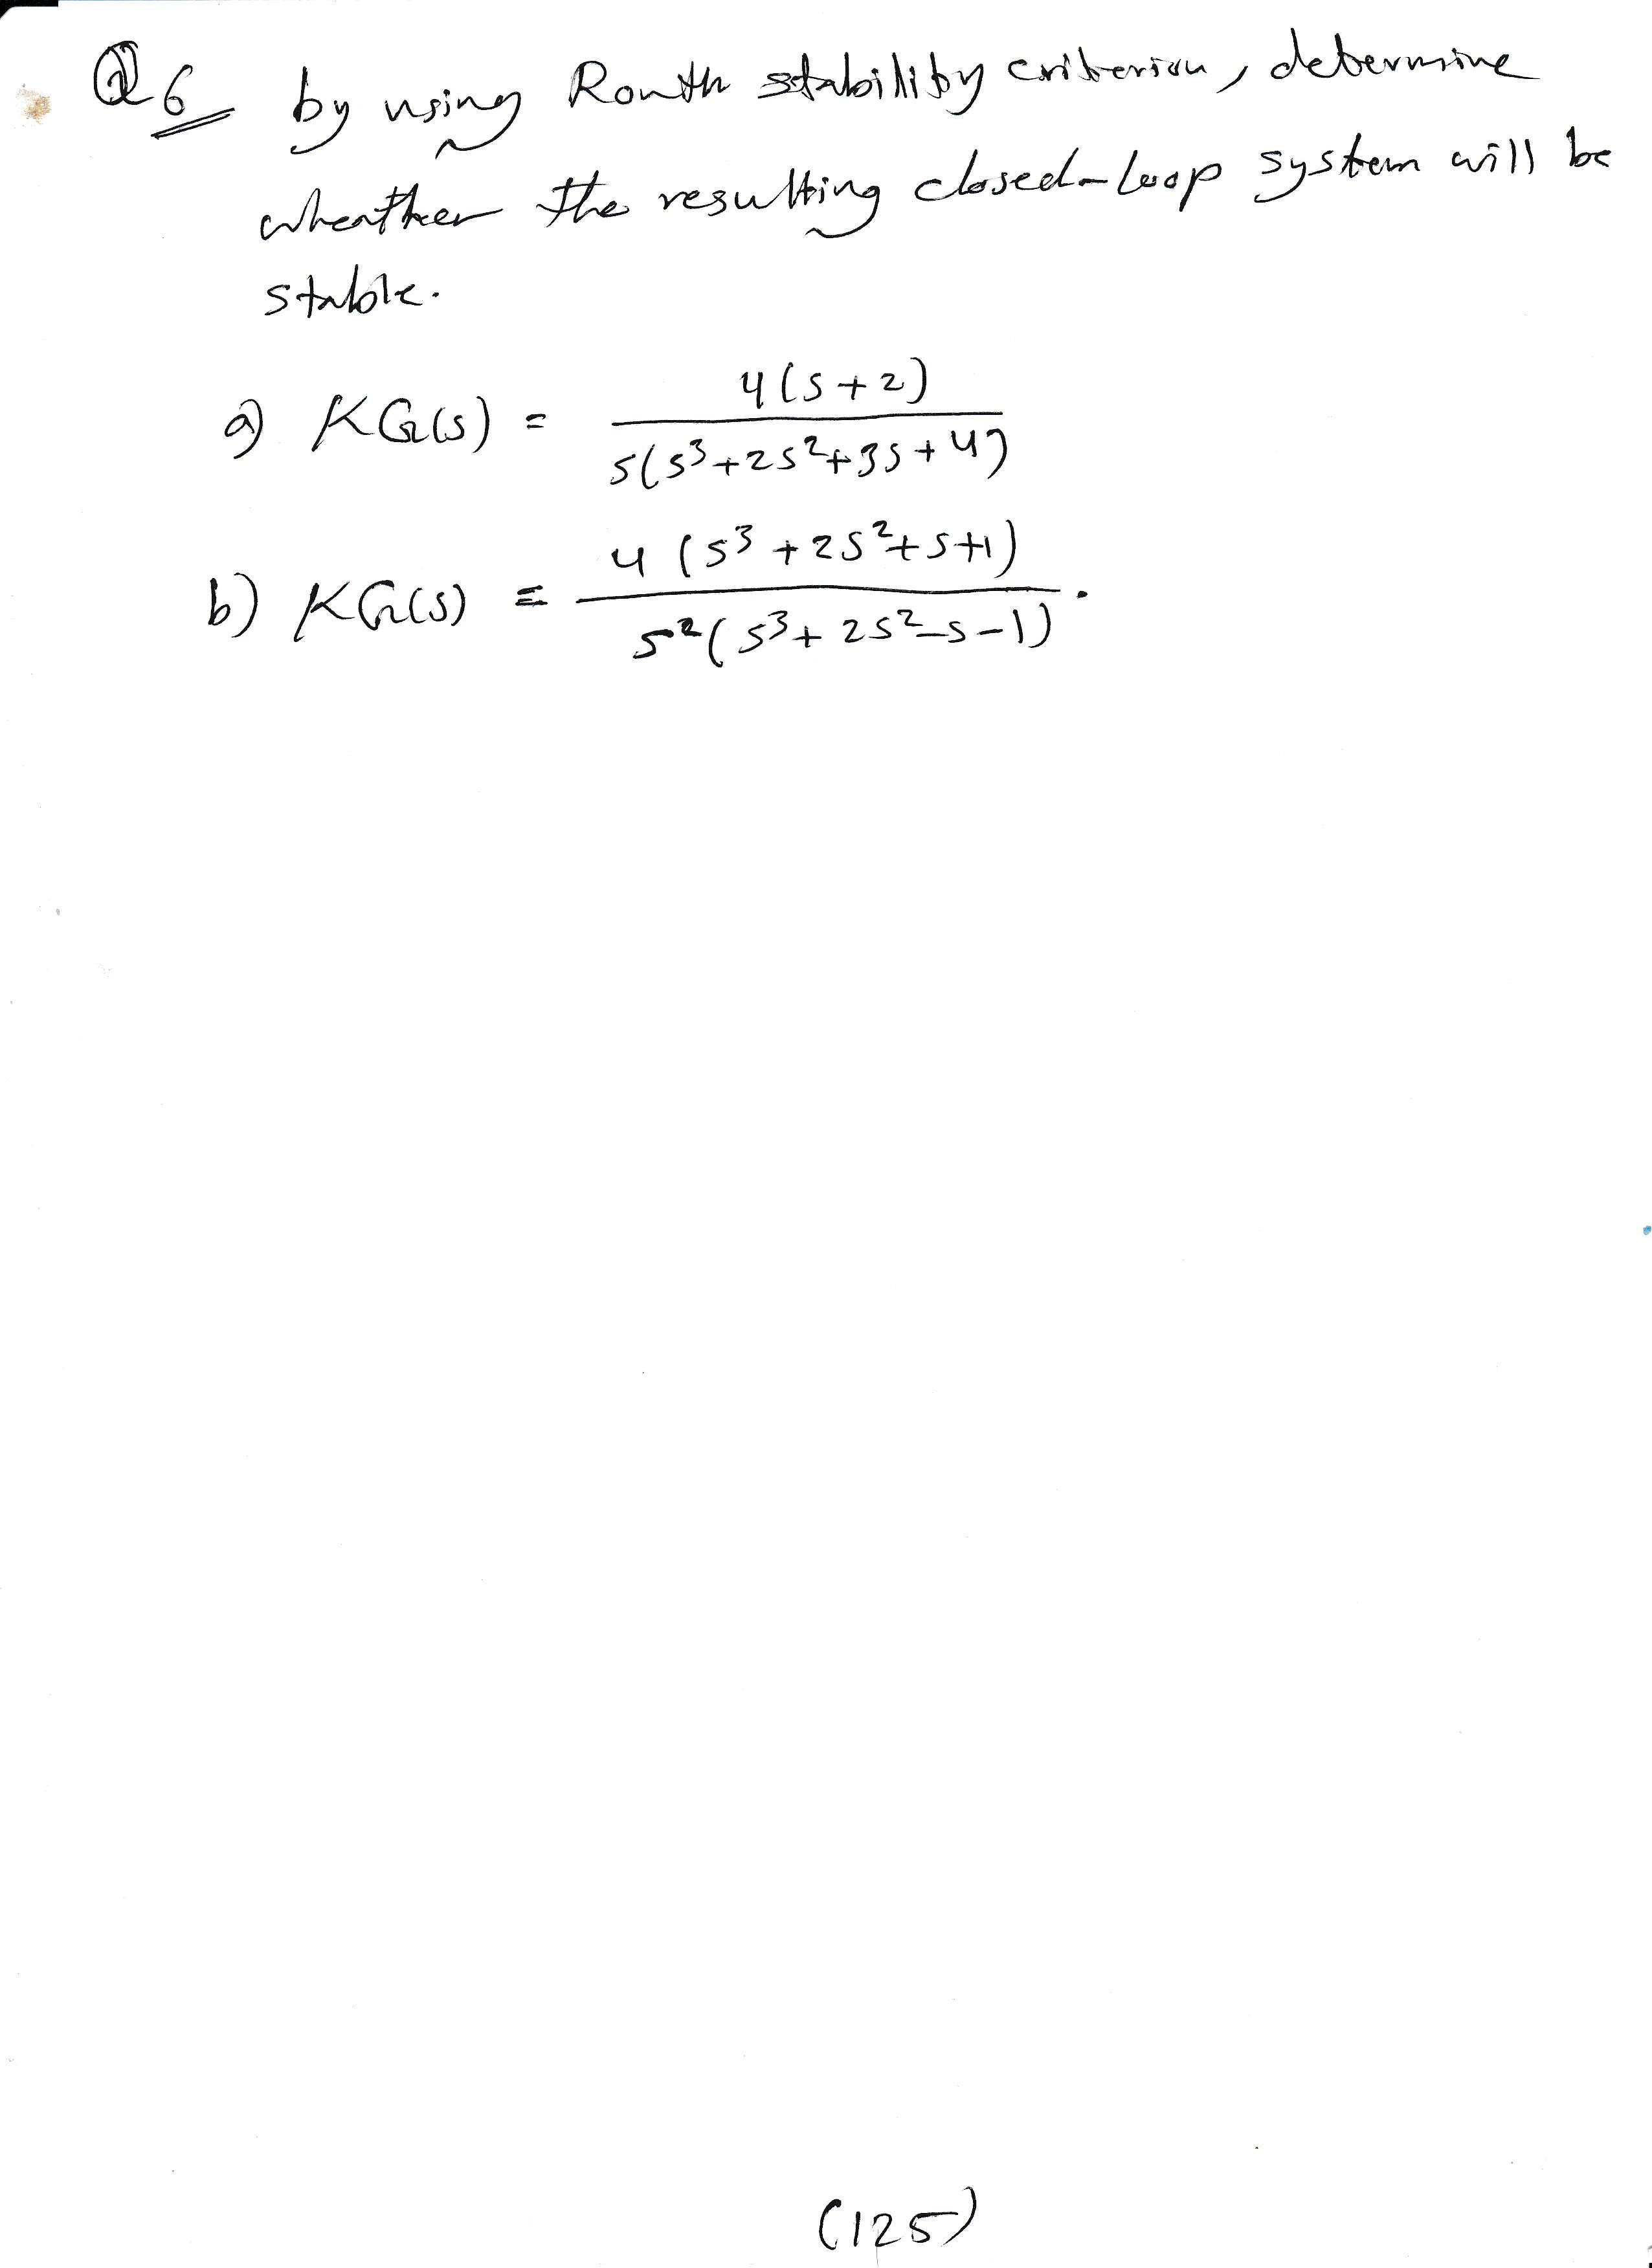 Q6 by using Routh stability criterion, determine
wheather the resulting closed-loop system will be
stable.
a) KG(s) = 4(s+2) / s(s³+2s²+3s+4)
b) KG(s) = 4(s³+2s²+s+1) / s²(s³+2s²-s-1).
(125)